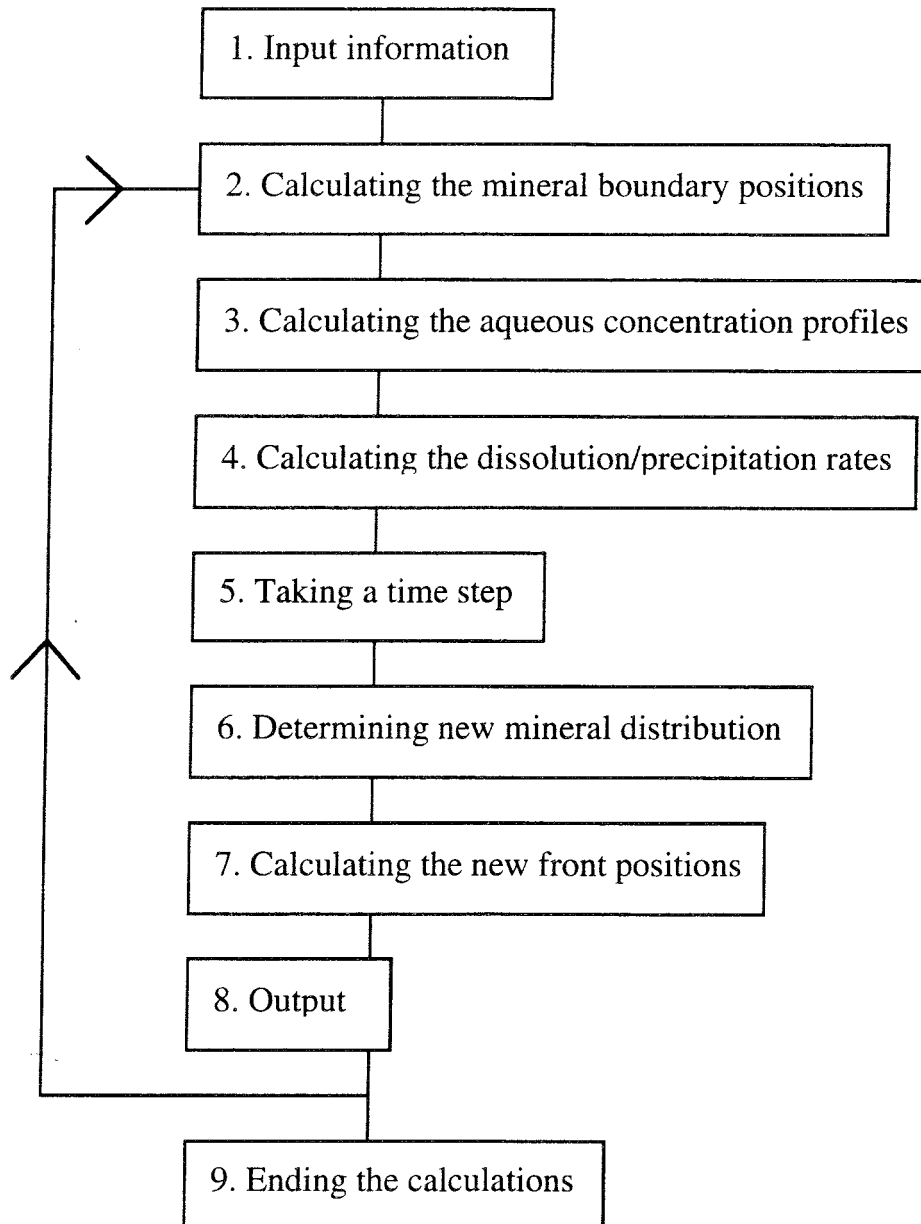 1. Input information
2. Calculating the mineral boundary positions
3. Calculating the aqueous concentration profiles
4. Calculating the dissolution/precipitation rates
5. Taking a time step
6. Determining new mineral distribution
7. Calculating the new front positions
8. Output
9. Ending the calculations